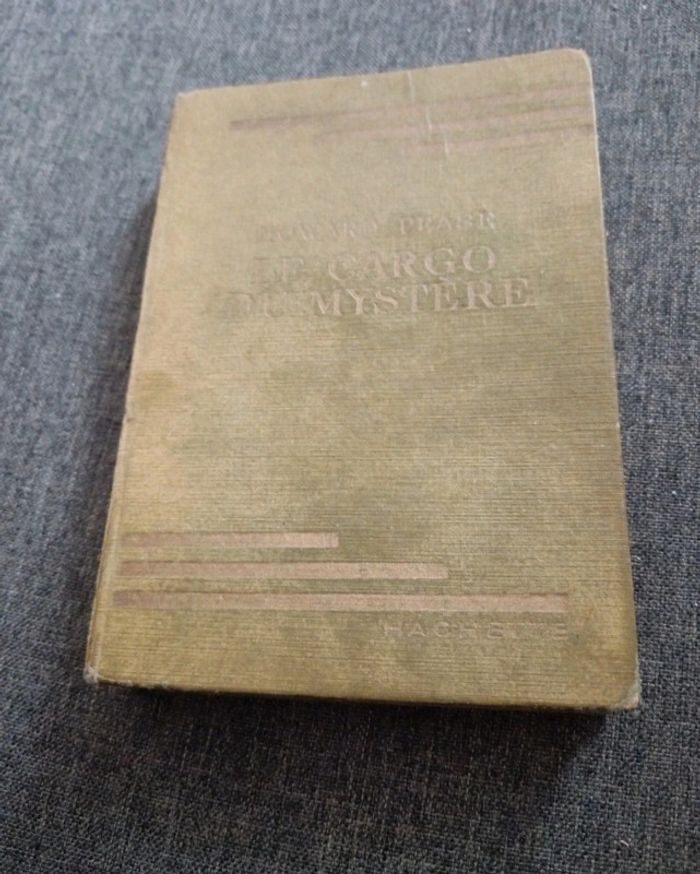 HOWARD PEASE
LE CARGO
DU MYSTÈRE
HACHETTE